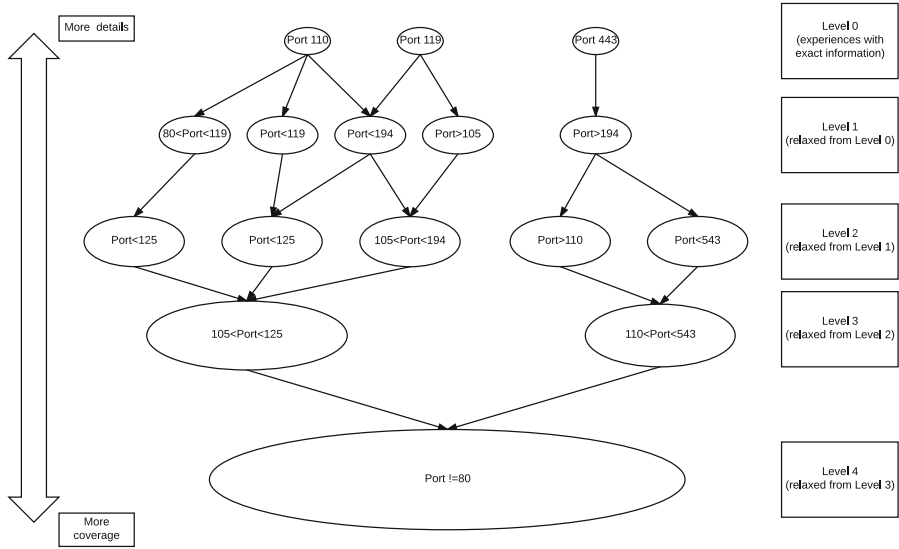 More details
Port 110
Port 119
Port 443
Level 0
(experiences with
exact information)
80<Port<119
Port<119
Port<194
Port>105
Port>194
Level 1
(relaxed from Level 0)
Port<125
Port<125
105<Port<194
Port>110
Port<543
Level 2
(relaxed from Level 1)
105<Port<125
110<Port<543
Level 3
(relaxed from Level 2)
Port !=80
Level 4
(relaxed from Level 3)
More
coverage